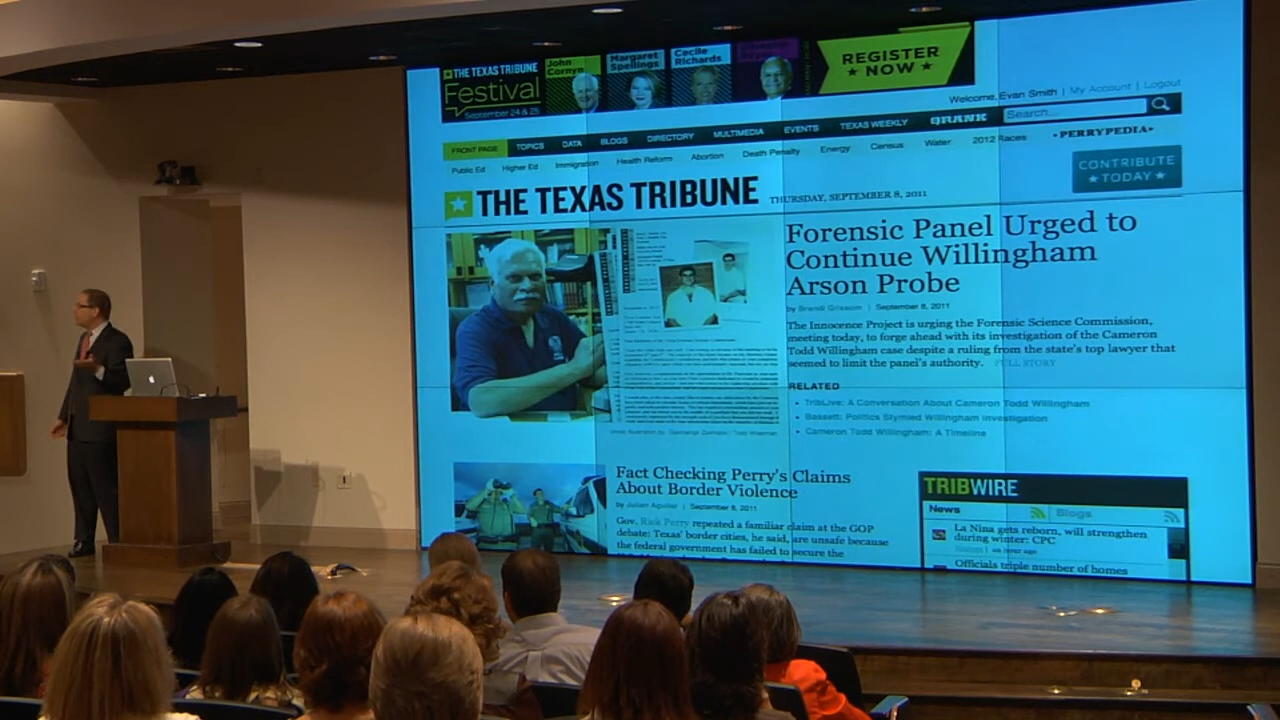 THE TEXAS TRIBUNE
Festival
September 24 & 25
John Cornyn
Margaret Spellings
Cecile Richards
REGISTER
NOW
Welcome, Evan Smith | My Account | Logout
FRONT PAGE TOPICS DATA BLOGS DIRECTORY MULTIMEDIA EVENTS TEXAS WEEKLY QRANK Search...
Public Ed Higher Ed Immigration Health Reform Abortion Death Penalty Energy Census Water 2012 Races •PERRYPEDIA•
CONTRIBUTE
TODAY
THE TEXAS TRIBUNE THURSDAY, SEPTEMBER 8, 2011
Forensic Panel Urged to
Continue Willingham
Arson Probe
by Brandi Grissom | September 8, 2011
The Innocence Project is urging the Forensic Science Commission,
meeting today, to forge ahead with its investigation of the Cameron
Todd Willingham case despite a ruling from the state's top lawyer that
seemed to limit the panel's authority. FULL STORY
RELATED
• TribLive: A Conversation About Cameron Todd Willingham
• Bassett: Politics Stymied Willingham Investigation
• Cameron Todd Willingham: A Timeline
Fact Checking Perry's Claims
About Border Violence
by Julian Aguilar | September 8, 2011
Gov. Rick Perry repeated a familiar claim at the GOP
debate: Texas' border cities, he said, are unsafe because
the federal government has failed to secure the
TRIBWIRE
News Blogs
La Nina gets reborn, will strengthen
during winter: CPC
an hour ago
Officials triple number of homes